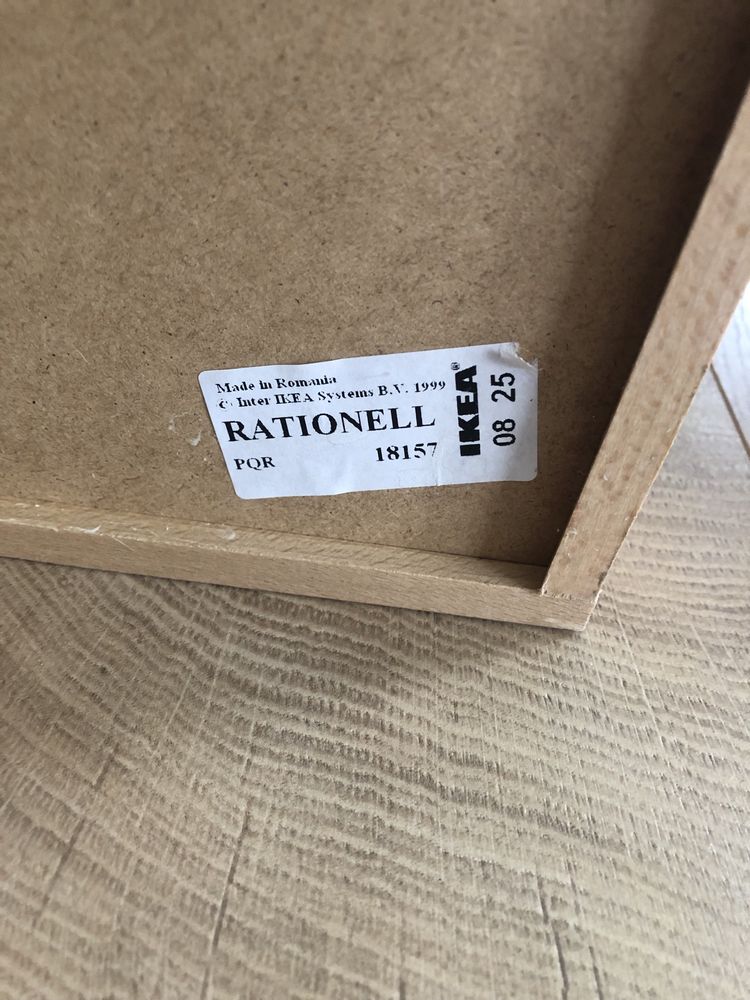 Made in Romania
© Inter IKEA Systems B.V. 1999
RATIONELL
PQR 18157
IKEA®
08 25